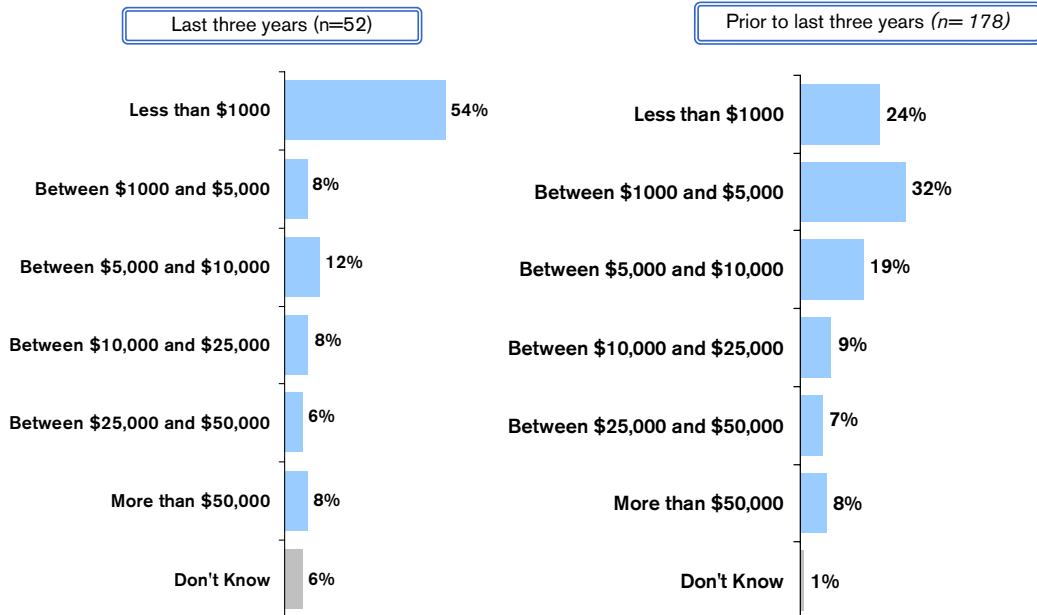 Last three years (n=52)
Less than $1000
54%
Between $1000 and $5,000
8%
Between $5,000 and $10,000
12%
Between $10,000 and $25,000
8%
Between $25,000 and $50,000
6%
More than $50,000
8%
Don't Know
6%
Prior to last three years (n= 178)
Less than $1000
24%
Between $1000 and $5,000
32%
Between $5,000 and $10,000
19%
Between $10,000 and $25,000
9%
Between $25,000 and $50,000
7%
More than $50,000
8%
Don't Know
1%